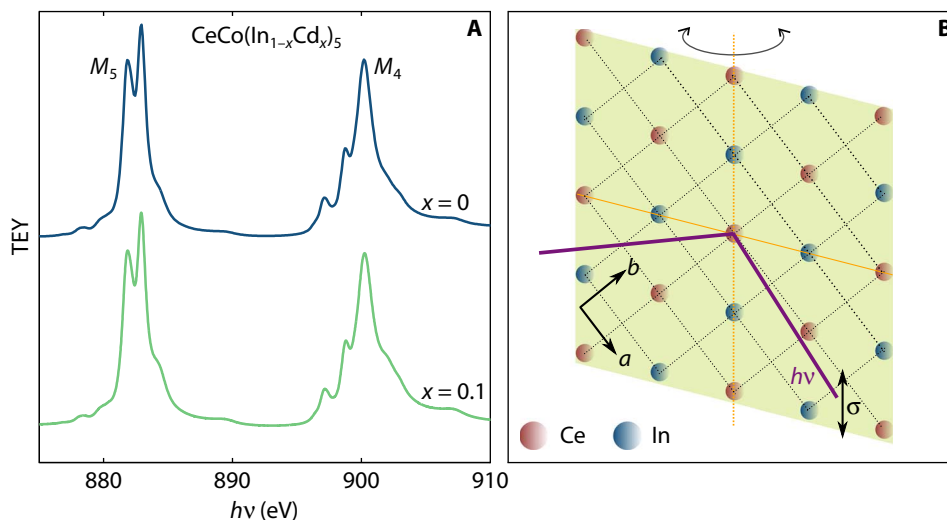 A
CeCo(In₁₋ₓCdₓ)₅
M₅
M₄
x = 0
x = 0.1
TEY
880
890
900
910
hν (eV)
B
b
a
hν
σ
Ce
In